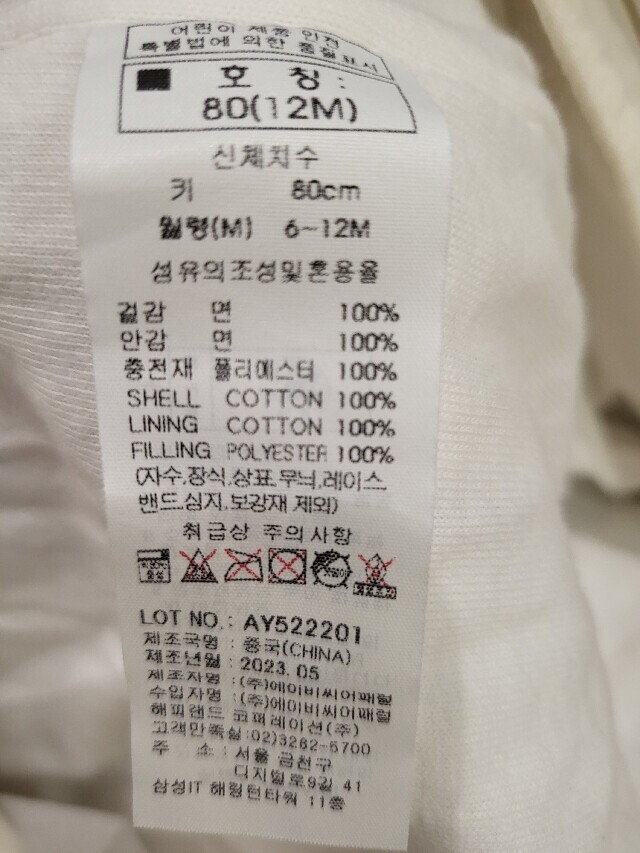 어린이 제품 안전
특별법에 의한 품질표시
■ 호 칭 :
80(12M)
신체치수
키 80cm
월령(M) 6~12M
섬유의조성및혼용율
겉감 면 100%
안감 면 100%
충전재 폴리에스터 100%
SHELL COTTON 100%
LINING COTTON 100%
FILLING POLYESTER 100%
(자수,장식,상표,무늬,레이스
밴드,심지,보강재 제외)
취급상 주의사항
LOT NO.: AY522201
제조국명 : 중국(CHINA)
제조년월 : 2023. 05
제조자명 : (주)에이비씨어패럴
수입자명 : (주)에이비씨어패럴
해피랜드 코퍼레이션(주)
고객만족실:02)3282-5700
주 소 : 서울 금천구
디지털로9길 41
삼성IT 해링턴타워 11층